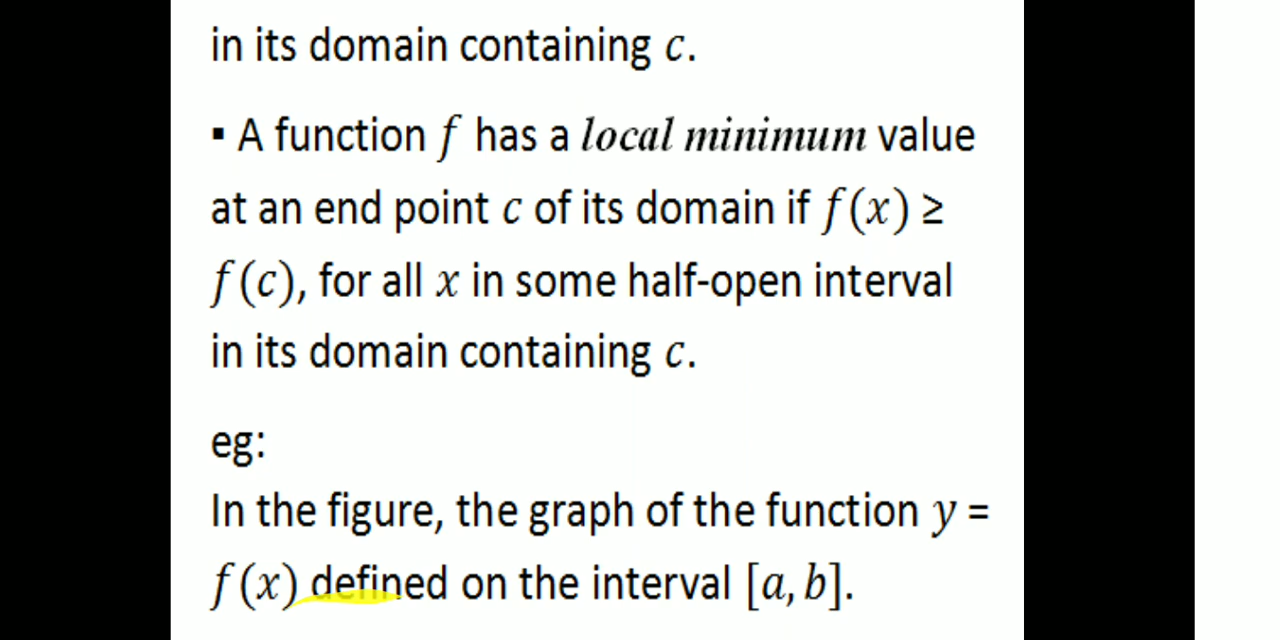 in its domain containing c.
▪ A function f has a local minimum value
at an end point c of its domain if f(x) ≥
f(c), for all x in some half-open interval
in its domain containing c.
eg:
In the figure, the graph of the function y =
f(x) defined on the interval [a, b].